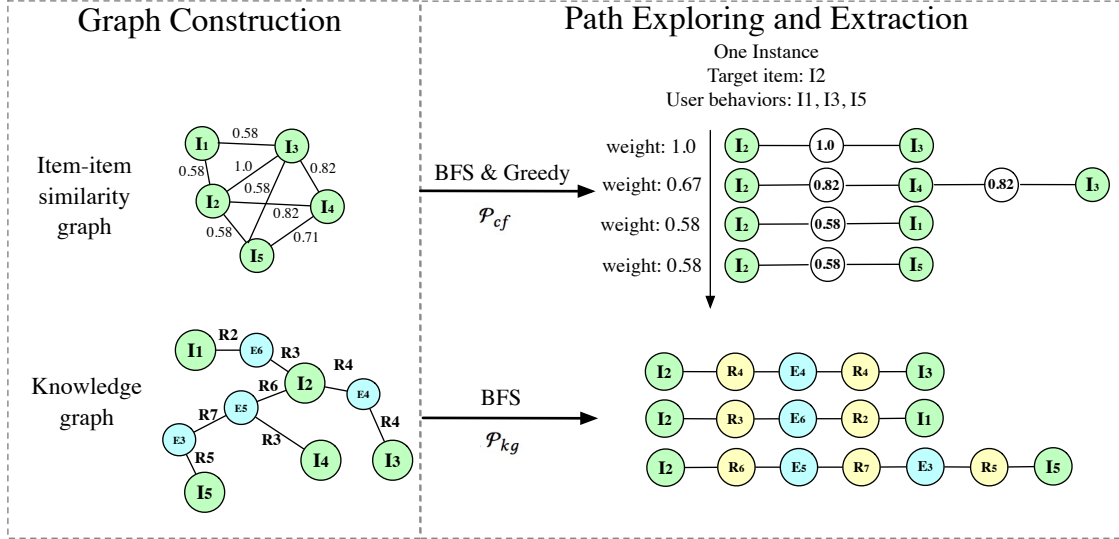 Graph Construction
Path Exploring and Extraction
One Instance
Target item: I2
User behaviors: I1, I3, I5
Item-item
similarity
graph
I1
0.58
I3
0.58
1.0
0.58
0.82
I2
0.82
I4
0.58
0.71
I5
BFS & Greedy
𝒫cf
weight: 1.0
I2 1.0 I3
weight: 0.67
I2 0.82 I4 0.82 I3
weight: 0.58
I2 0.58 I1
weight: 0.58
I2 0.58 I5
Knowledge
graph
I1
R2
E6
R3
I2
R4
E4
R6
E5
R7
R4
E3
R3
R5
I4
I3
I5
BFS
𝒫kg
I2 R4 E4 R4 I3
I2 R3 E6 R2 I1
I2 R6 E5 R7 E3 R5 I5